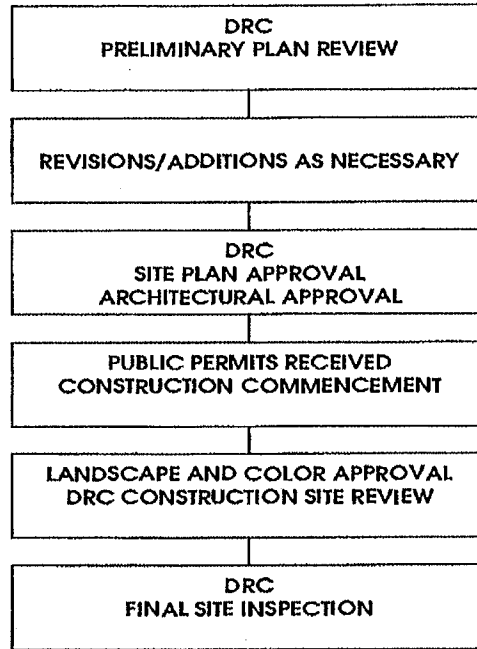 DRC
PRELIMINARY PLAN REVIEW
REVISIONS/ADDITIONS AS NECESSARY
DRC
SITE PLAN APPROVAL
ARCHITECTURAL APPROVAL
PUBLIC PERMITS RECEIVED
CONSTRUCTION COMMENCEMENT
LANDSCAPE AND COLOR APPROVAL
DRC CONSTRUCTION SITE REVIEW
DRC
FINAL SITE INSPECTION